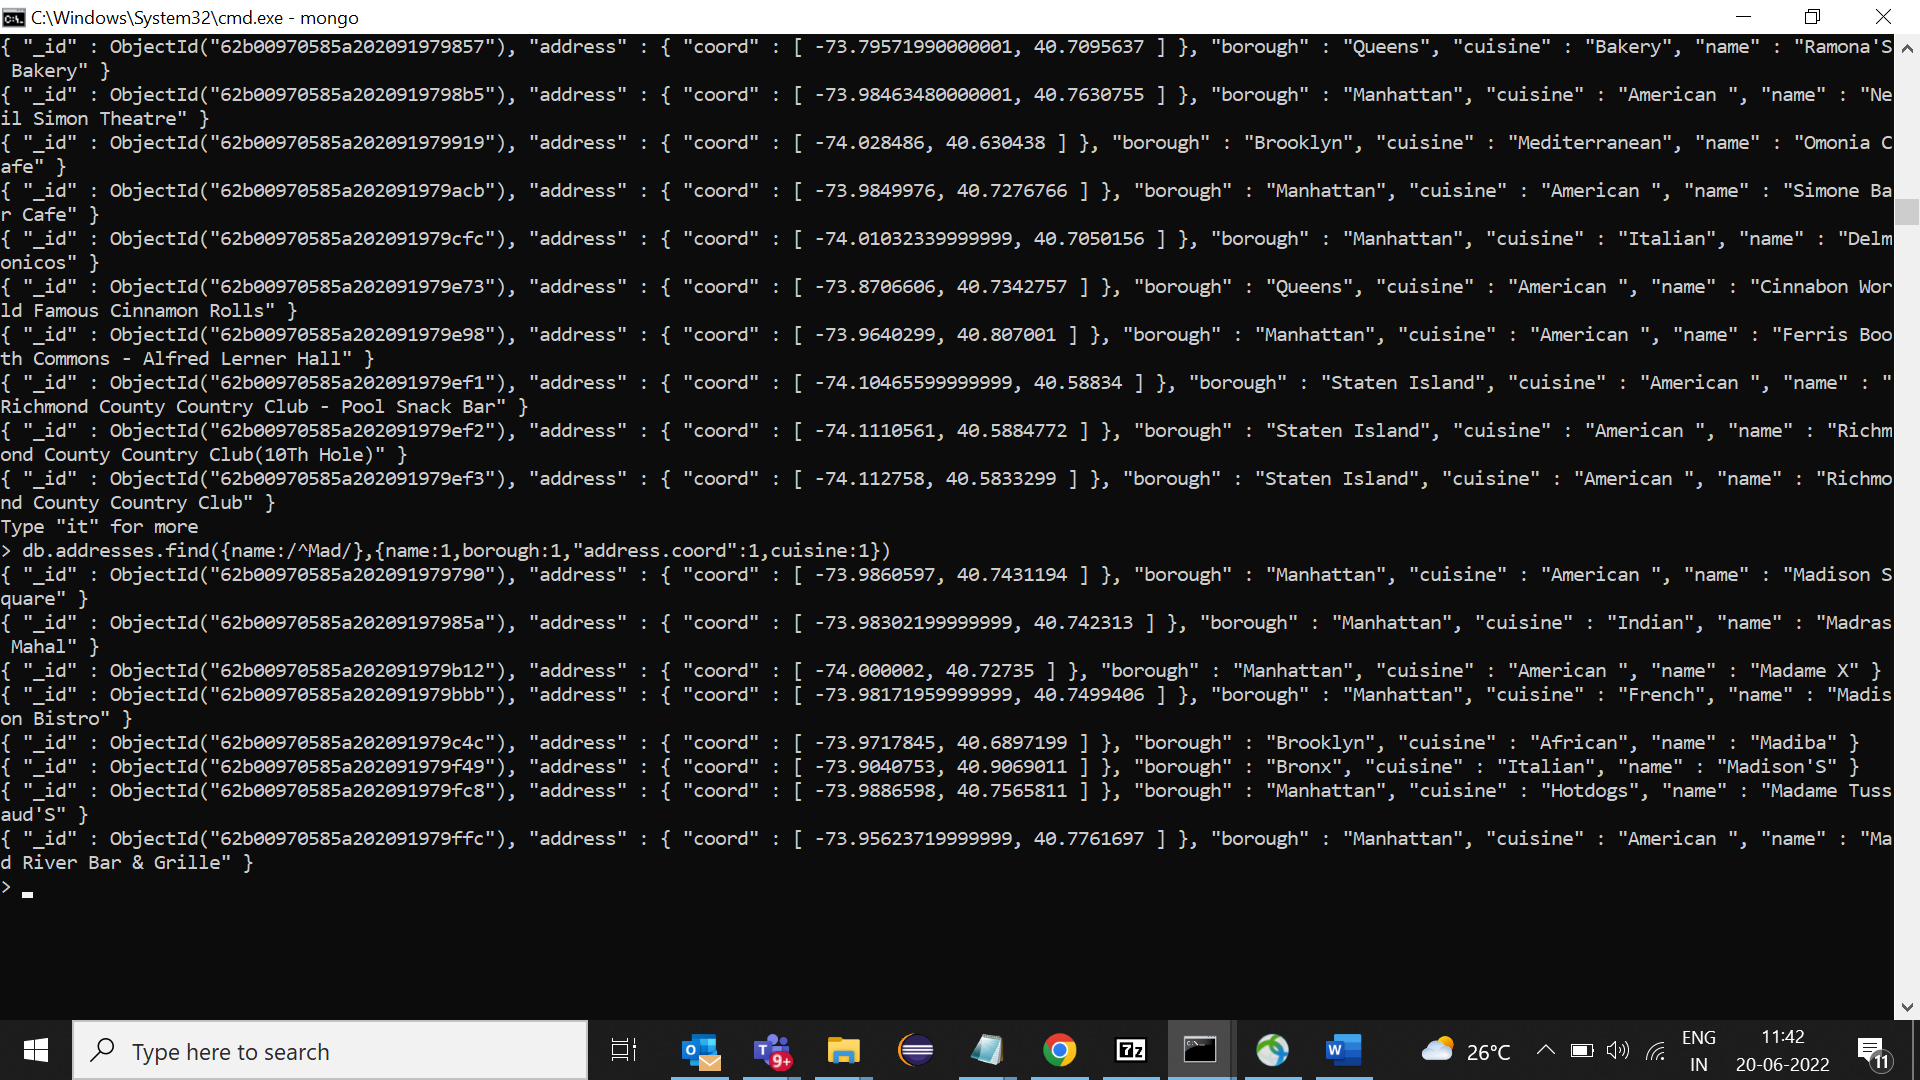 C:\Windows\System32\cmd.exe - mongo
{ "_id" : ObjectId("62b00970585a202091979857"), "address" : { "coord" : [ -73.79571990000001, 40.7095637 ] }, "borough" : "Queens", "cuisine" : "Bakery", "name" : "Ramona'S
 Bakery" }
{ "_id" : ObjectId("62b00970585a2020919798b5"), "address" : { "coord" : [ -73.98463480000001, 40.7630755 ] }, "borough" : "Manhattan", "cuisine" : "American ", "name" : "Ne
il Simon Theatre" }
{ "_id" : ObjectId("62b00970585a202091979919"), "address" : { "coord" : [ -74.028486, 40.630438 ] }, "borough" : "Brooklyn", "cuisine" : "Mediterranean", "name" : "Omonia C
afe" }
{ "_id" : ObjectId("62b00970585a202091979acb"), "address" : { "coord" : [ -73.9849976, 40.7276766 ] }, "borough" : "Manhattan", "cuisine" : "American ", "name" : "Simone Ba
r Cafe" }
{ "_id" : ObjectId("62b00970585a202091979cfc"), "address" : { "coord" : [ -74.01032339999999, 40.7050156 ] }, "borough" : "Manhattan", "cuisine" : "Italian", "name" : "Delm
onicos" }
{ "_id" : ObjectId("62b00970585a202091979e73"), "address" : { "coord" : [ -73.8706606, 40.7342757 ] }, "borough" : "Queens", "cuisine" : "American ", "name" : "Cinnabon Wor
ld Famous Cinnamon Rolls" }
{ "_id" : ObjectId("62b00970585a202091979e98"), "address" : { "coord" : [ -73.9640299, 40.807001 ] }, "borough" : "Manhattan", "cuisine" : "American ", "name" : "Ferris Boo
th Commons - Alfred Lerner Hall" }
{ "_id" : ObjectId("62b00970585a202091979ef1"), "address" : { "coord" : [ -74.10465599999999, 40.58834 ] }, "borough" : "Staten Island", "cuisine" : "American ", "name" : "
Richmond County Country Club - Pool Snack Bar" }
{ "_id" : ObjectId("62b00970585a202091979ef2"), "address" : { "coord" : [ -74.1110561, 40.5884772 ] }, "borough" : "Staten Island", "cuisine" : "American ", "name" : "Richm
ond County Country Club(10Th Hole)" }
{ "_id" : ObjectId("62b00970585a202091979ef3"), "address" : { "coord" : [ -74.112758, 40.5833299 ] }, "borough" : "Staten Island", "cuisine" : "American ", "name" : "Richmo
nd County Country Club" }
Type "it" for more
> db.addresses.find({name:/^Mad/},{name:1,borough:1,"address.coord":1,cuisine:1})
{ "_id" : ObjectId("62b00970585a202091979790"), "address" : { "coord" : [ -73.9860597, 40.7431194 ] }, "borough" : "Manhattan", "cuisine" : "American ", "name" : "Madison S
quare" }
{ "_id" : ObjectId("62b00970585a20209197985a"), "address" : { "coord" : [ -73.98302199999999, 40.742313 ] }, "borough" : "Manhattan", "cuisine" : "Indian", "name" : "Madras
 Mahal" }
{ "_id" : ObjectId("62b00970585a202091979b12"), "address" : { "coord" : [ -74.000002, 40.72735 ] }, "borough" : "Manhattan", "cuisine" : "American ", "name" : "Madame X" }
{ "_id" : ObjectId("62b00970585a202091979bbb"), "address" : { "coord" : [ -73.98171959999999, 40.7499406 ] }, "borough" : "Manhattan", "cuisine" : "French", "name" : "Madis
on Bistro" }
{ "_id" : ObjectId("62b00970585a202091979c4c"), "address" : { "coord" : [ -73.9717845, 40.6897199 ] }, "borough" : "Brooklyn", "cuisine" : "African", "name" : "Madiba" }
{ "_id" : ObjectId("62b00970585a202091979f49"), "address" : { "coord" : [ -73.9040753, 40.9069011 ] }, "borough" : "Bronx", "cuisine" : "Italian", "name" : "Madison'S" }
{ "_id" : ObjectId("62b00970585a202091979fc8"), "address" : { "coord" : [ -73.9886598, 40.7565811 ] }, "borough" : "Manhattan", "cuisine" : "Hotdogs", "name" : "Madame Tuss
aud'S" }
{ "_id" : ObjectId("62b00970585a202091979ffc"), "address" : { "coord" : [ -73.95623719999999, 40.7761697 ] }, "borough" : "Manhattan", "cuisine" : "American ", "name" : "Ma
d River Bar & Grille" }
>
Type here to search
9+
26°C
ENG
IN
11:42
20-06-2022
11